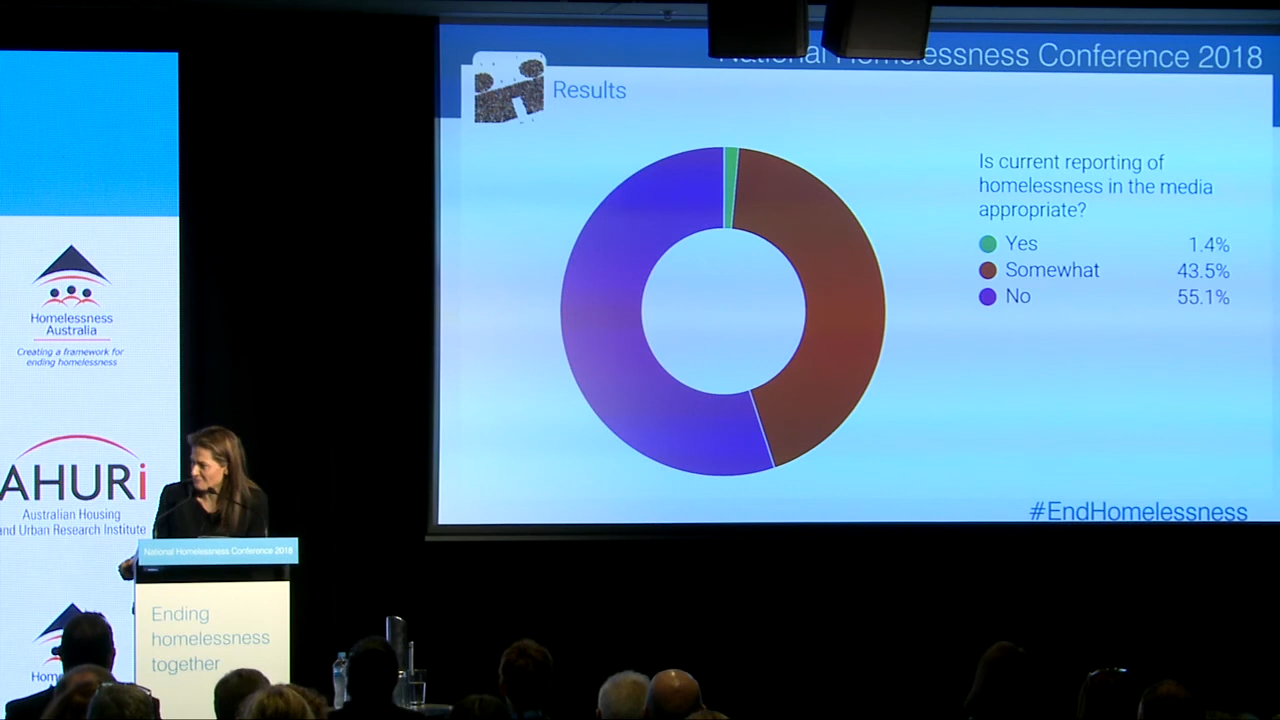 National Homelessness Conference 2018
Results
Is current reporting of
homelessness in the media
appropriate?
Yes 1.4%
Somewhat 43.5%
No 55.1%
#EndHomelessness
Homelessness
Australia
Creating a framework for
ending homelessness
AHURi
Australian Housing
and Urban Research Institute
Hom
National Homelessness Conference 2018
Ending
homelessness
together